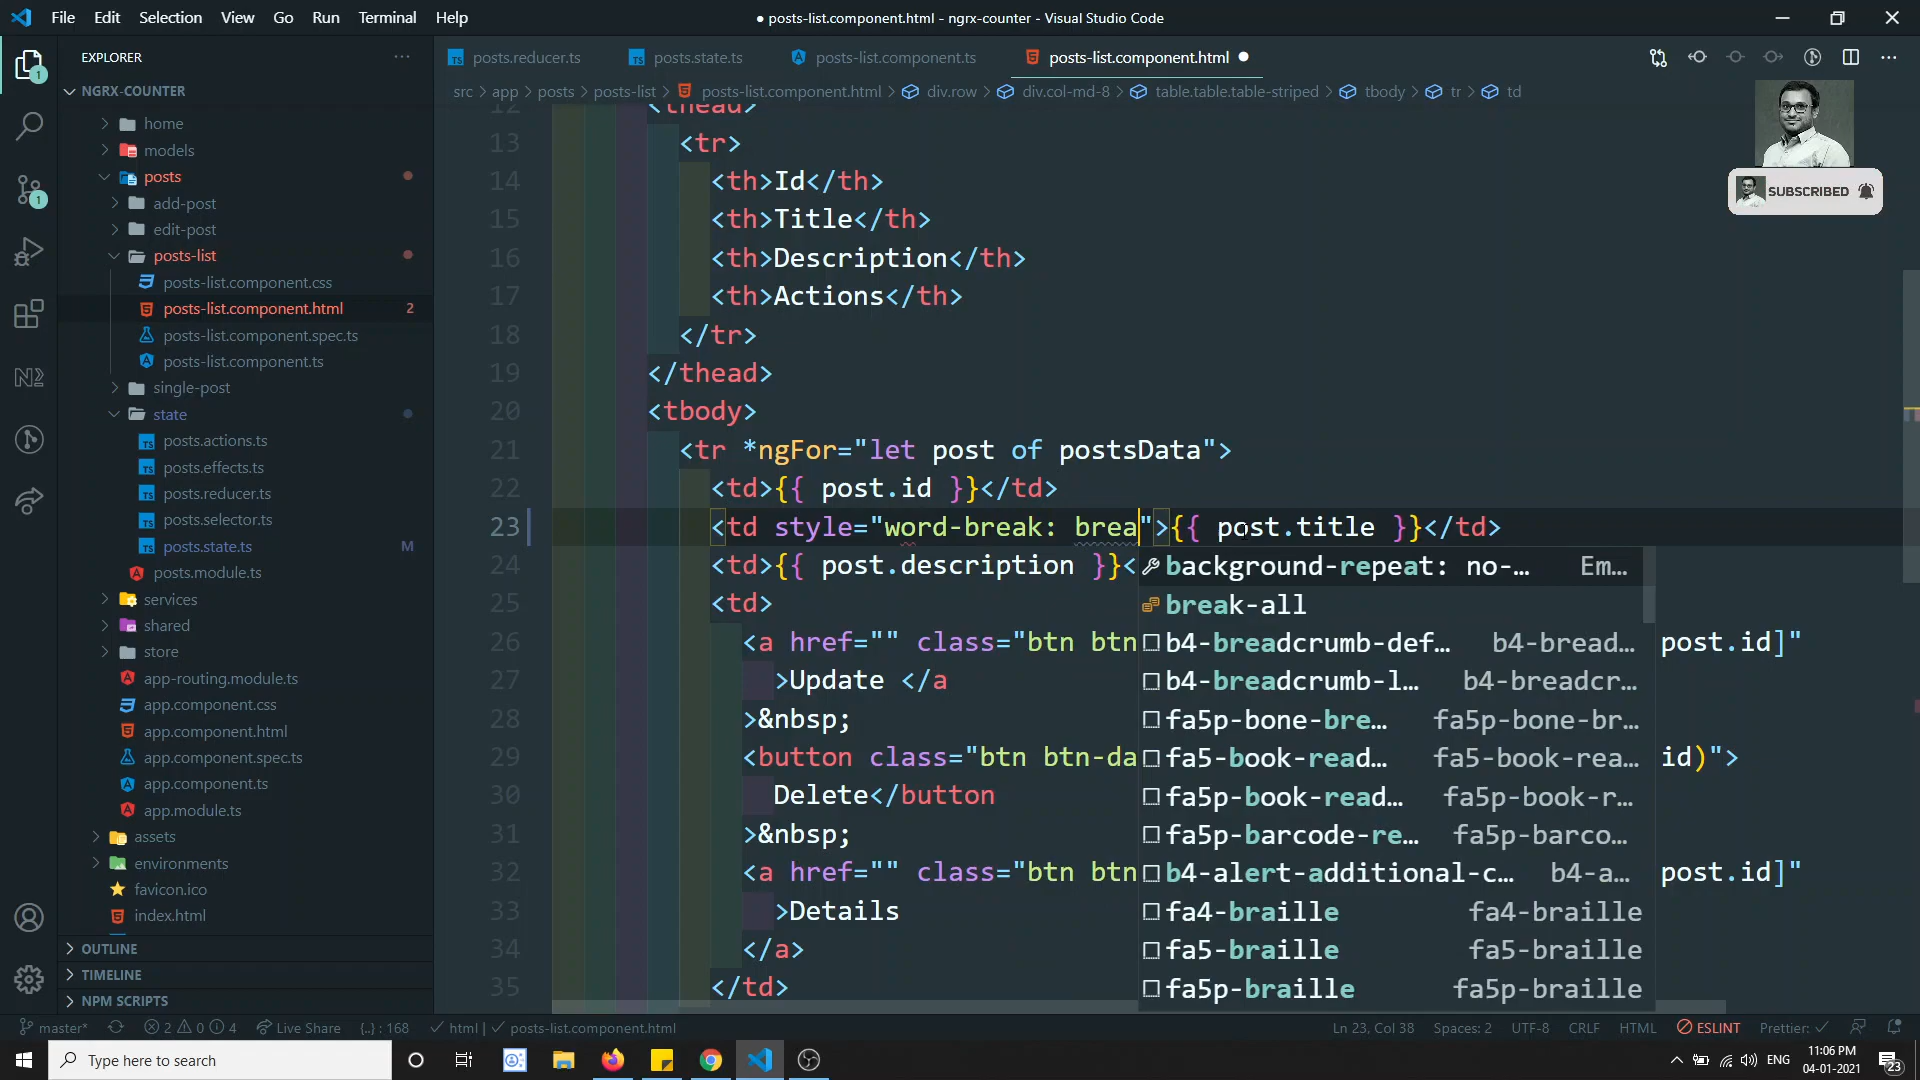 File Edit Selection View Go Run Terminal Help
● posts-list.component.html - ngrx-counter - Visual Studio Code
EXPLORER
NGRX-COUNTER
home
models
posts
add-post
edit-post
posts-list
posts-list.component.css
posts-list.component.html 2
posts-list.component.spec.ts
posts-list.component.ts
single-post
state
posts.actions.ts
posts.effects.ts
posts.reducer.ts
posts.selector.ts
posts.state.ts M
posts.module.ts
services
shared
store
app-routing.module.ts
app.component.css
app.component.html
app.component.spec.ts
app.component.ts
app.module.ts
assets
environments
favicon.ico
index.html
OUTLINE
TIMELINE
NPM SCRIPTS
posts.reducer.ts posts.state.ts posts-list.component.ts posts-list.component.html
src > app > posts > posts-list > posts-list.component.html > div.row > div.col-md-8 > table.table.table-striped > tbody > tr > td
SUBSCRIBED
12 <thead>
13 <tr>
14 <th>Id</th>
15 <th>Title</th>
16 <th>Description</th>
17 <th>Actions</th>
18 </tr>
19 </thead>
20 <tbody>
21 <tr *ngFor="let post of postsData">
22 <td>{{ post.id }}</td>
23 <td style="word-break: brea">{{ post.title }}</td>
24 <td>{{ post.description }}<
25 <td>
26 <a href="" class="btn btn post.id]"
27 >Update </a
28 >&nbsp;
29 <button class="btn btn-da id)">
30 Delete</button
31 >&nbsp;
32 <a href="" class="btn btn post.id]"
33 >Details
34 </a>
35 </td>
background-repeat: no-… Em…
break-all
b4-breadcrumb-def… b4-bread…
b4-breadcrumb-l… b4-breadcr…
fa5p-bone-bre… fa5p-bone-br…
fa5-book-read… fa5-book-rea…
fa5p-book-read… fa5p-book-r…
fa5p-barcode-re… fa5p-barco…
b4-alert-additional-c… b4-a…
fa4-braille fa4-braille
fa5-braille fa5-braille
fa5p-braille fa5p-braille
master* 2 0 4 Live Share {..} : 168 html | posts-list.component.html
Ln 23, Col 38 Spaces: 2 UTF-8 CRLF HTML ESLINT Prettier:
Type here to search
ENG
11:06 PM
04-01-2021
23